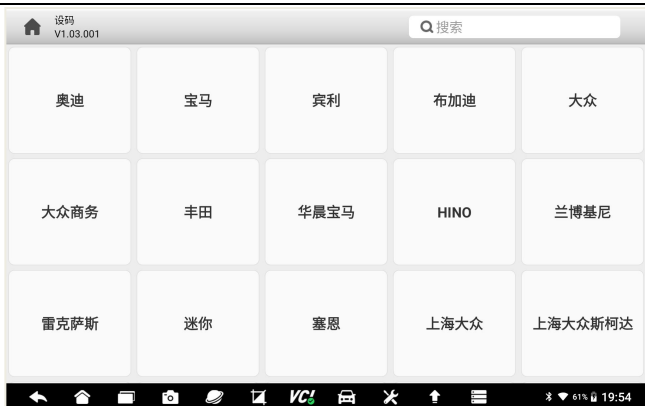 设码
V1.03.001
搜索
奥迪
宝马
宾利
布加迪
大众
大众商务
丰田
华晨宝马
HINO
兰博基尼
雷克萨斯
迷你
塞恩
上海大众
上海大众斯柯达
VCI
61%
19:54